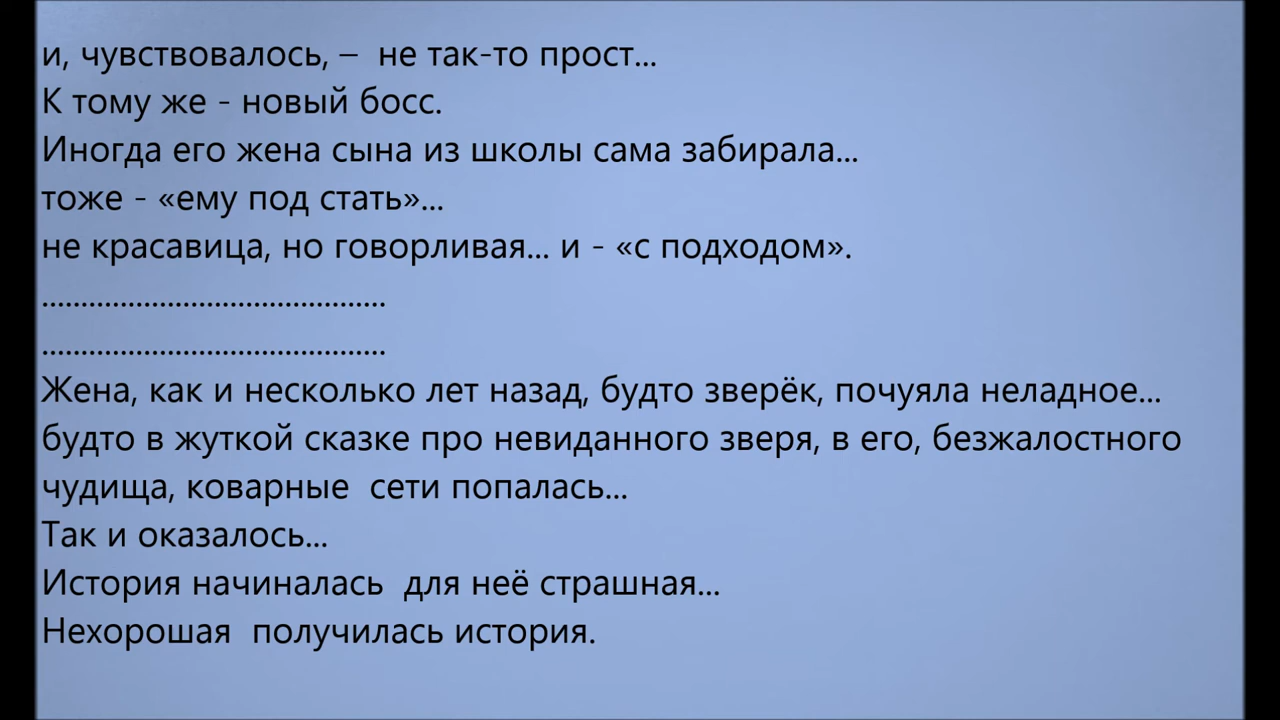 и, чувствовалось, – не так-то прост...
К тому же - новый босс.
Иногда его жена сына из школы сама забирала...
тоже - «ему под стать»...
не красавица, но говорливая... и - «с подходом».
............................................
............................................
Жена, как и несколько лет назад, будто зверёк, почуяла неладное...
будто в жуткой сказке про невиданного зверя, в его, безжалостного
чудища, коварные сети попалась...
Так и оказалось...
История начиналась для неё страшная...
Нехорошая получилась история.